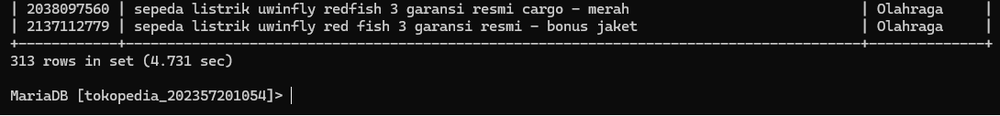 | 2038097560 | sepeda listrik uwinfly redfish 3 garansi resmi cargo - merah | Olahraga |
| 2137112779 | sepeda listrik uwinfly red fish 3 garansi resmi - bonus jaket | Olahraga |
+------------+---------------------------------------------------------------------------------------+--------------+
313 rows in set (4.731 sec)
MariaDB [tokopedia_202357201054]>